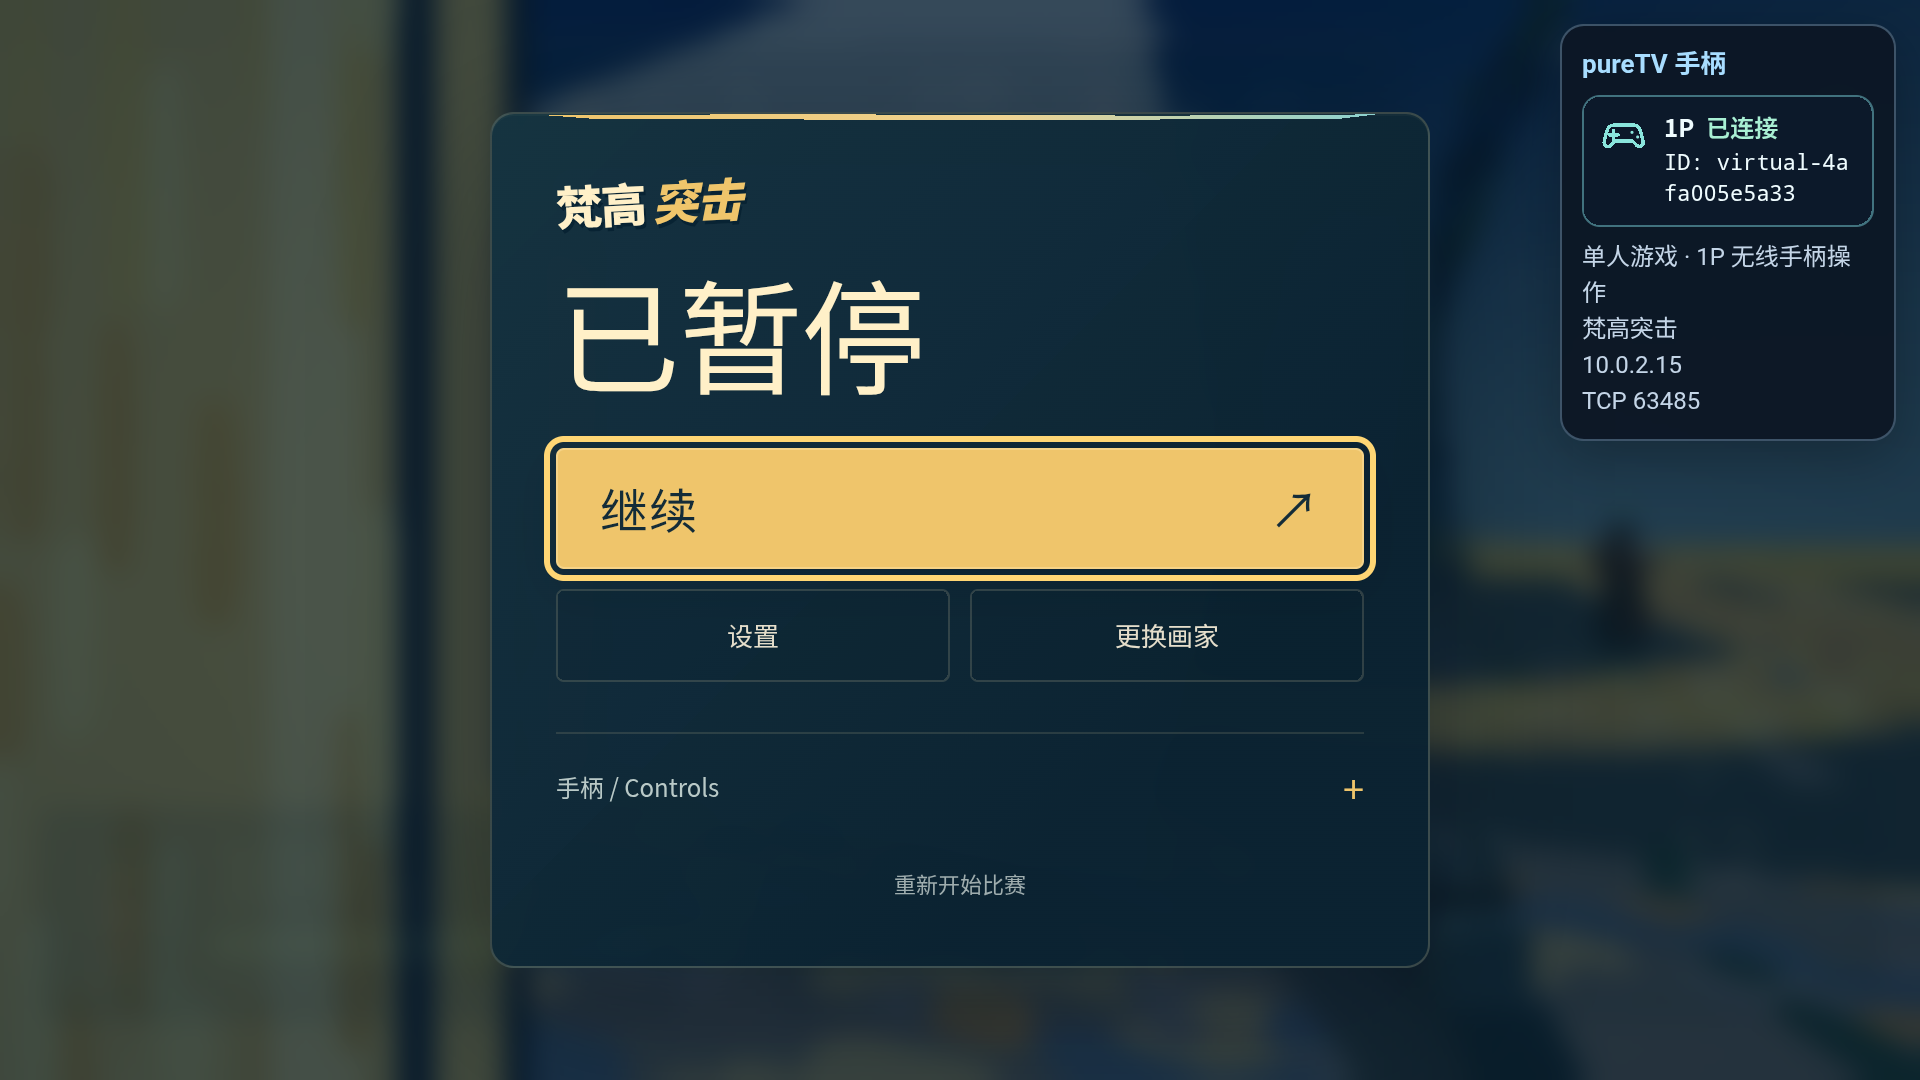 梵高 突击
已暂停
继续 ↗
设置
更换画家
手柄 / Controls +
重新开始比赛
pureTV 手柄
1P 已连接
ID: virtual-4a
fa005e5a33
单人游戏 · 1P 无线手柄操
作
梵高突击
10.0.2.15
TCP 63485